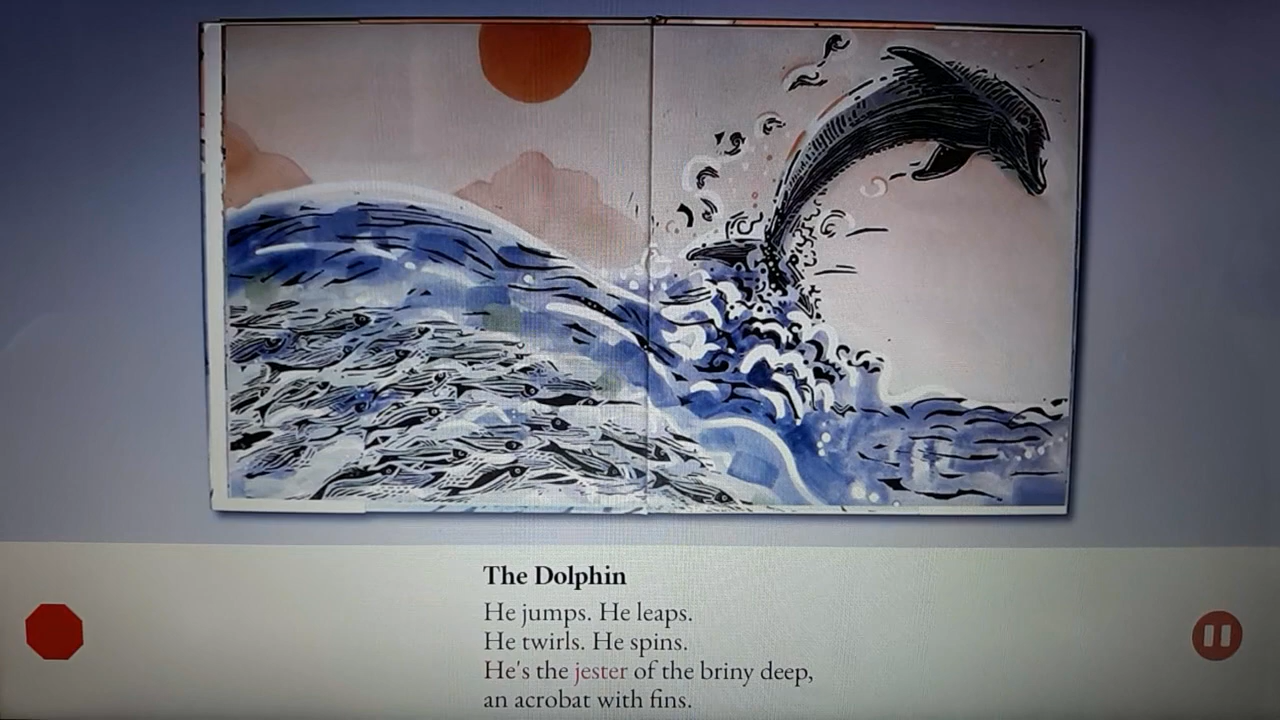 The Dolphin
He jumps. He leaps.
He twirls. He spins.
He's the jester of the briny deep,
an acrobat with fins.